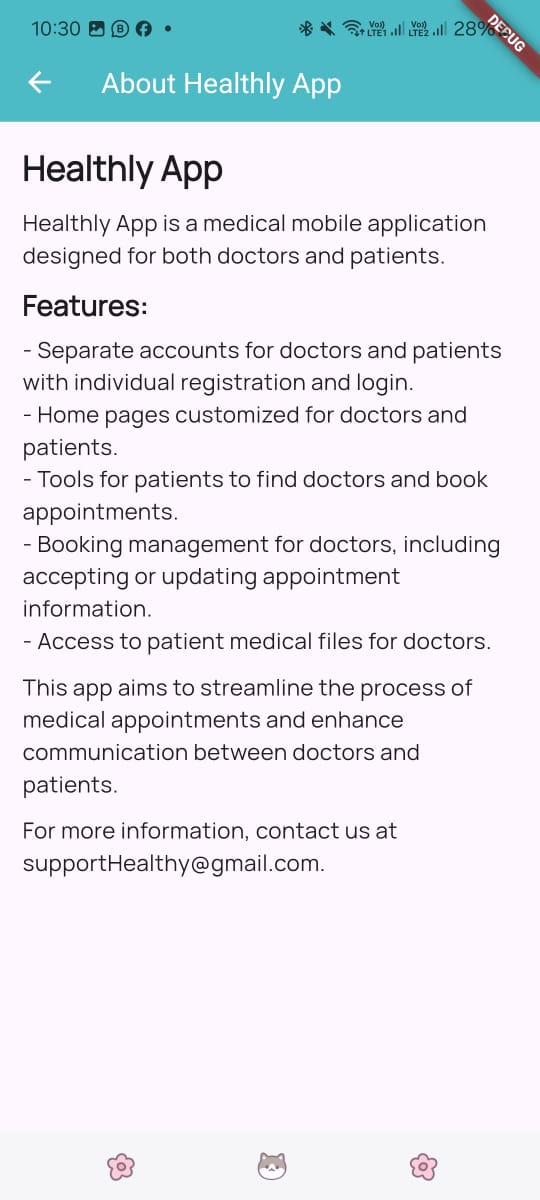 10:30
Vo)) LTE1 Vo)) LTE2 28%
DEBUG
About Healthly App
Healthly App
Healthly App is a medical mobile application
designed for both doctors and patients.
Features:
- Separate accounts for doctors and patients
with individual registration and login.
- Home pages customized for doctors and
patients.
- Tools for patients to find doctors and book
appointments.
- Booking management for doctors, including
accepting or updating appointment
information.
- Access to patient medical files for doctors.
This app aims to streamline the process of
medical appointments and enhance
communication between doctors and
patients.
For more information, contact us at
supportHealthy@gmail.com.